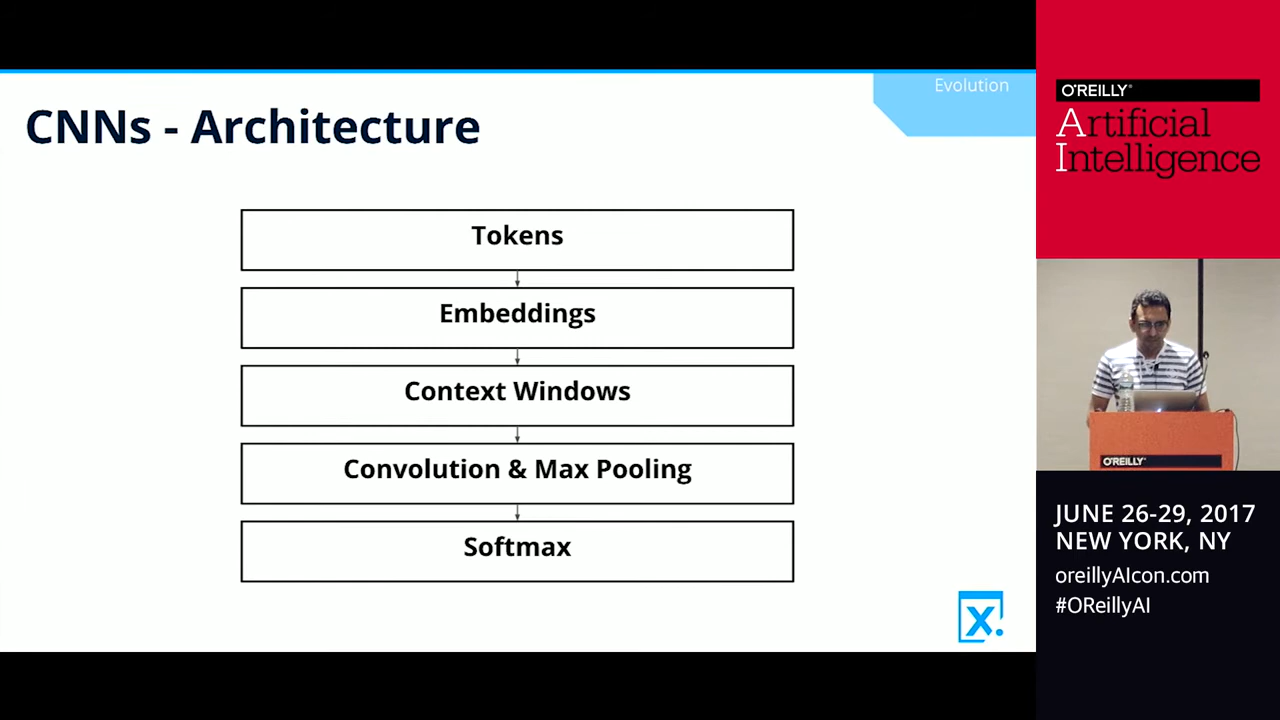 Evolution
CNNs - Architecture
Tokens
Embeddings
Context Windows
Convolution & Max Pooling
Softmax
X.
O'REILLY®
Artificial
Intelligence
O'REILLY®
JUNE 26-29, 2017
NEW YORK, NY
oreillyAIcon.com
#OReillyAI